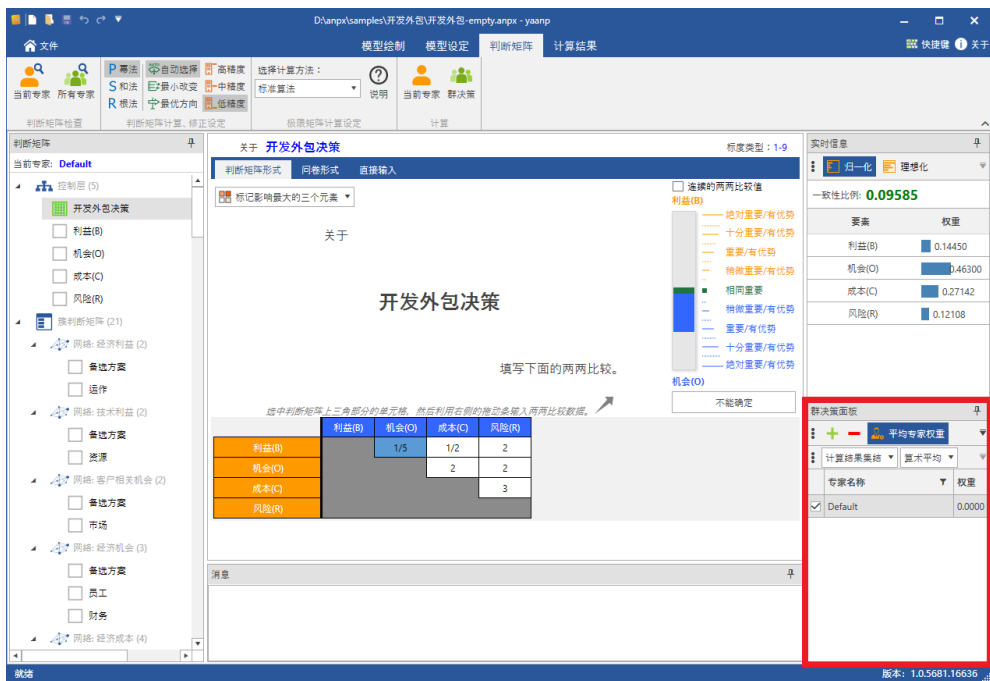 D:\anpx\samples\开发外包\开发外包-empty.anpx - yaanp
文件
模型绘制 模型设定 判断矩阵 计算结果
快捷键 关于
当前专家 所有专家
P 幂法 自动选择 高精度
S 和法 最小改变 中精度
R 根法 最优方向 低精度
选择计算方法：
标准算法
说明
当前专家 群决策
判断矩阵检查 判断矩阵计算、修正设定 极限矩阵计算设定 计算
判断矩阵
当前专家: Default
控制层 (5)
开发外包决策
利益(B)
机会(O)
成本(C)
风险(R)
簇判断矩阵 (21)
网络: 经济利益 (2)
备选方案
运作
网络: 技术利益 (2)
备选方案
资源
网络: 客户相关机会 (2)
备选方案
市场
网络: 经济机会 (3)
备选方案
员工
财务
网络: 经济成本 (4)
关于 开发外包决策
标度类型：1-9
判断矩阵形式 问卷形式 直接输入
标记影响最大的三个元素
连续的两两比较值
利益(B)
绝对重要/有优势
十分重要/有优势
重要/有优势
稍微重要/有优势
相同重要
稍微重要/有优势
重要/有优势
十分重要/有优势
绝对重要/有优势
机会(O)
不能确定
关于
开发外包决策
填写下面的两两比较。
选中判断矩阵上三角部分的单元格，然后利用右侧的拖动条输入两两比较数据。
利益(B) 机会(O) 成本(C) 风险(R)
利益(B) 1/5 1/2 2
机会(O) 2 2
成本(C) 3
风险(R)
消息
实时信息
归一化 理想化
一致性比例: 0.09585
要素 权重
利益(B) 0.14450
机会(O) 0.46300
成本(C) 0.27142
风险(R) 0.12108
群决策面板
平均专家权重
计算结果集结 算术平均
专家名称 权重
Default 0.0000
就绪
版本: 1.0.5681.16636